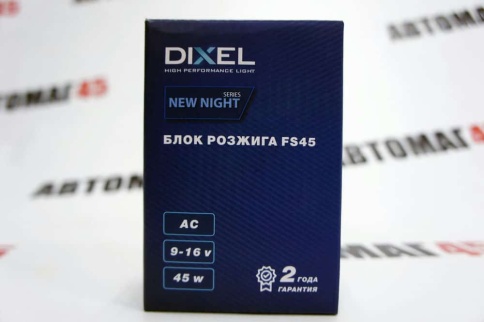 АВТОМАГ45
DIXEL
HIGH PERFORMANCE LIGHT
SERIES
NEW NIGHT
БЛОК РОЗЖИГА FS45
AC
9-16 v
45 w
2 ГОДА
ГАРАНТИЯ
АВТОМАГ45